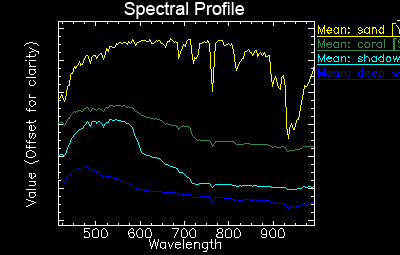 Spectral Profile
Mean: sand [Y
Mean: coral [S
Mean: shadow
Mean: deep w
Value (Offset for clarity)
500 600 700 800 900
Wavelength